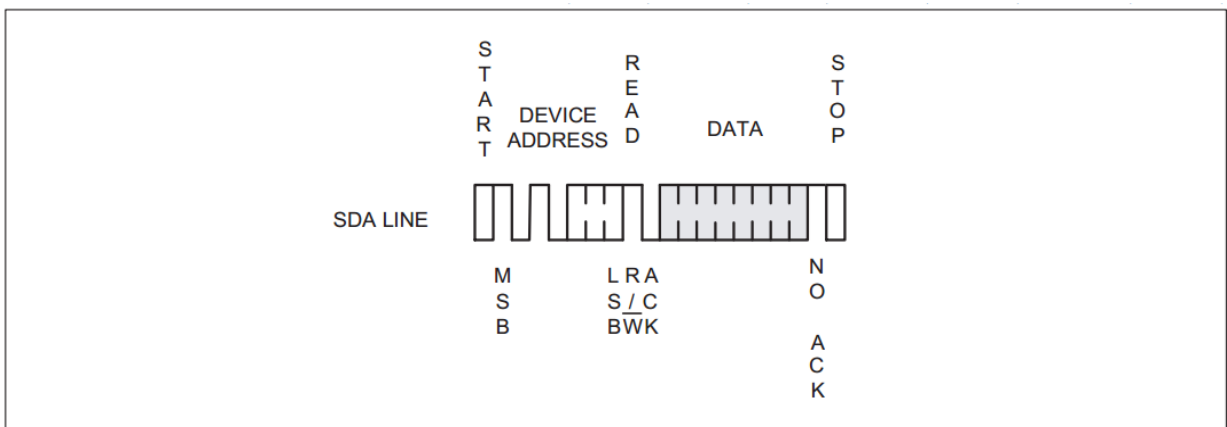 START
DEVICE
ADDRESS
READ
DATA
STOP
SDA LINE
MSB
LSB
R/W
ACK
NO ACK